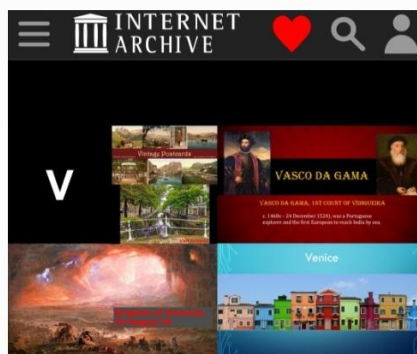 INTERNET
ARCHIVE
V
Vintage Postcards
VASCO DA GAMA
VASCO DA GAMA, 1ST COUNT OF VIDIGUEIRA
c. 1460s – 24 December 1524), was a Portuguese
explorer and the first European to reach India by sea.
Venice